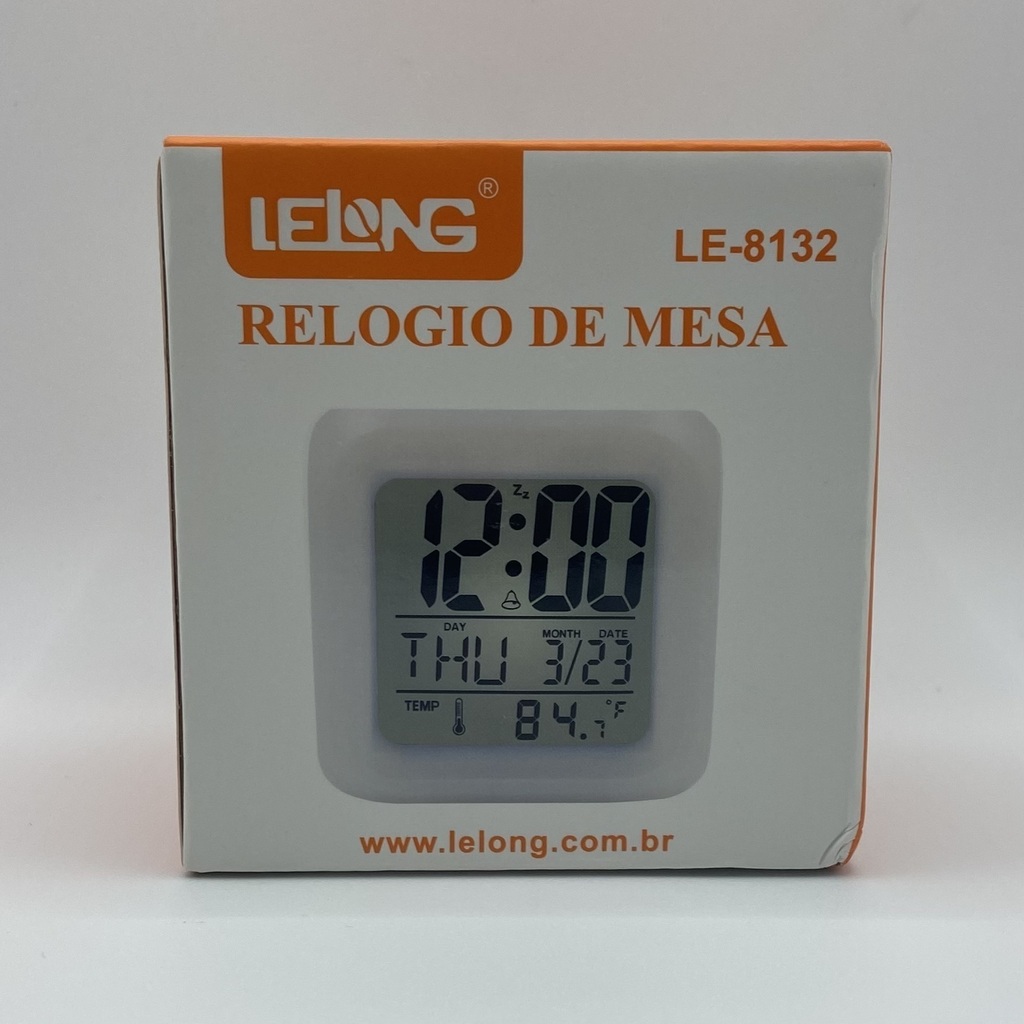 LELONG®
LE-8132
RELOGIO DE MESA
Zz
12:00
DAY MONTH DATE
THU 3/23
TEMP 84.7 °F
www.lelong.com.br